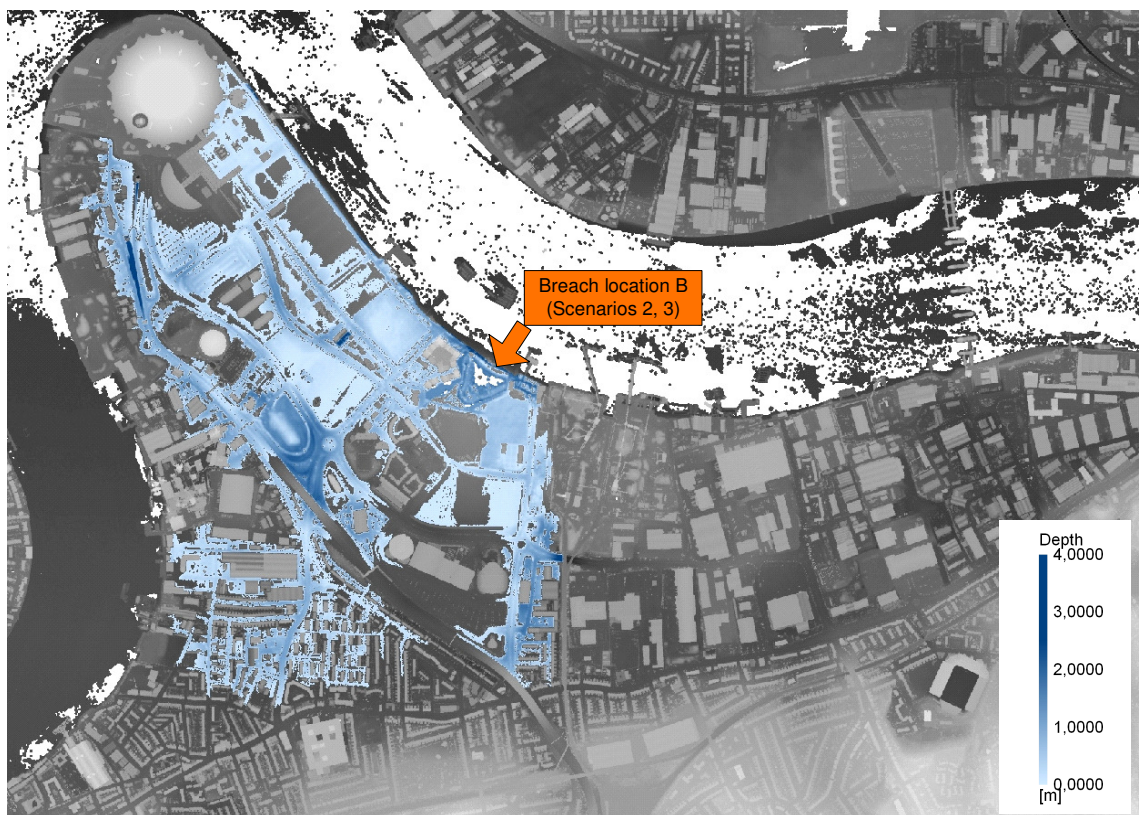 Breach location B
(Scenarios 2, 3)
Depth
4,0000
3,0000
2,0000
1,0000
0,0000
[m]